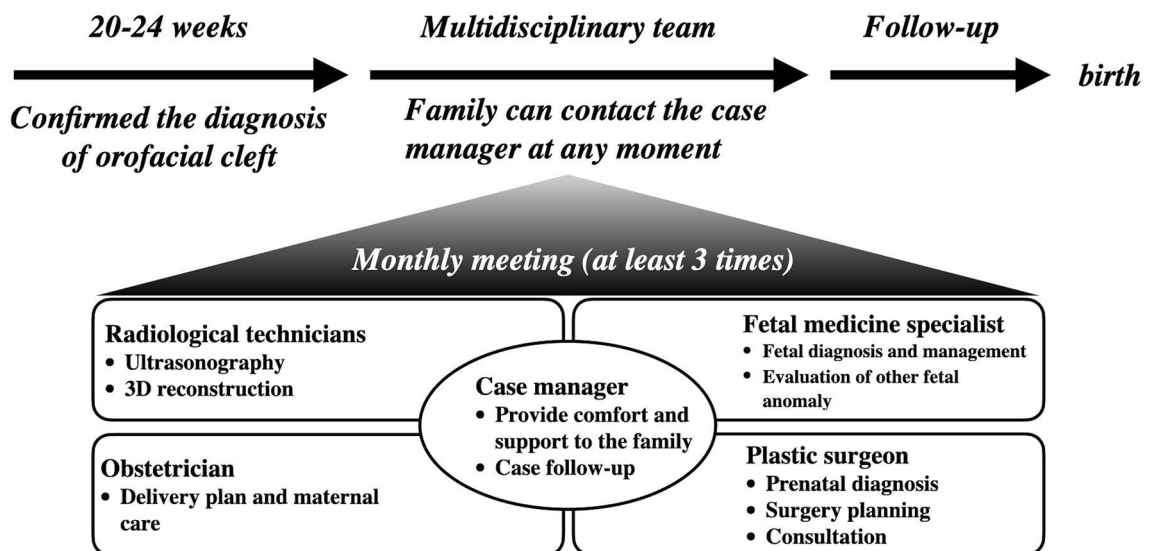 20-24 weeks
Multidisciplinary team
Follow-up
birth
Confirmed the diagnosis
of orofacial cleft
Family can contact the case
manager at any moment
Monthly meeting (at least 3 times)
Radiological technicians
• Ultrasonography
• 3D reconstruction
Fetal medicine specialist
• Fetal diagnosis and management
• Evaluation of other fetal
anomaly
Case manager
• Provide comfort and
support to the family
• Case follow-up
Obstetrician
• Delivery plan and maternal
care
Plastic surgeon
• Prenatal diagnosis
• Surgery planning
• Consultation